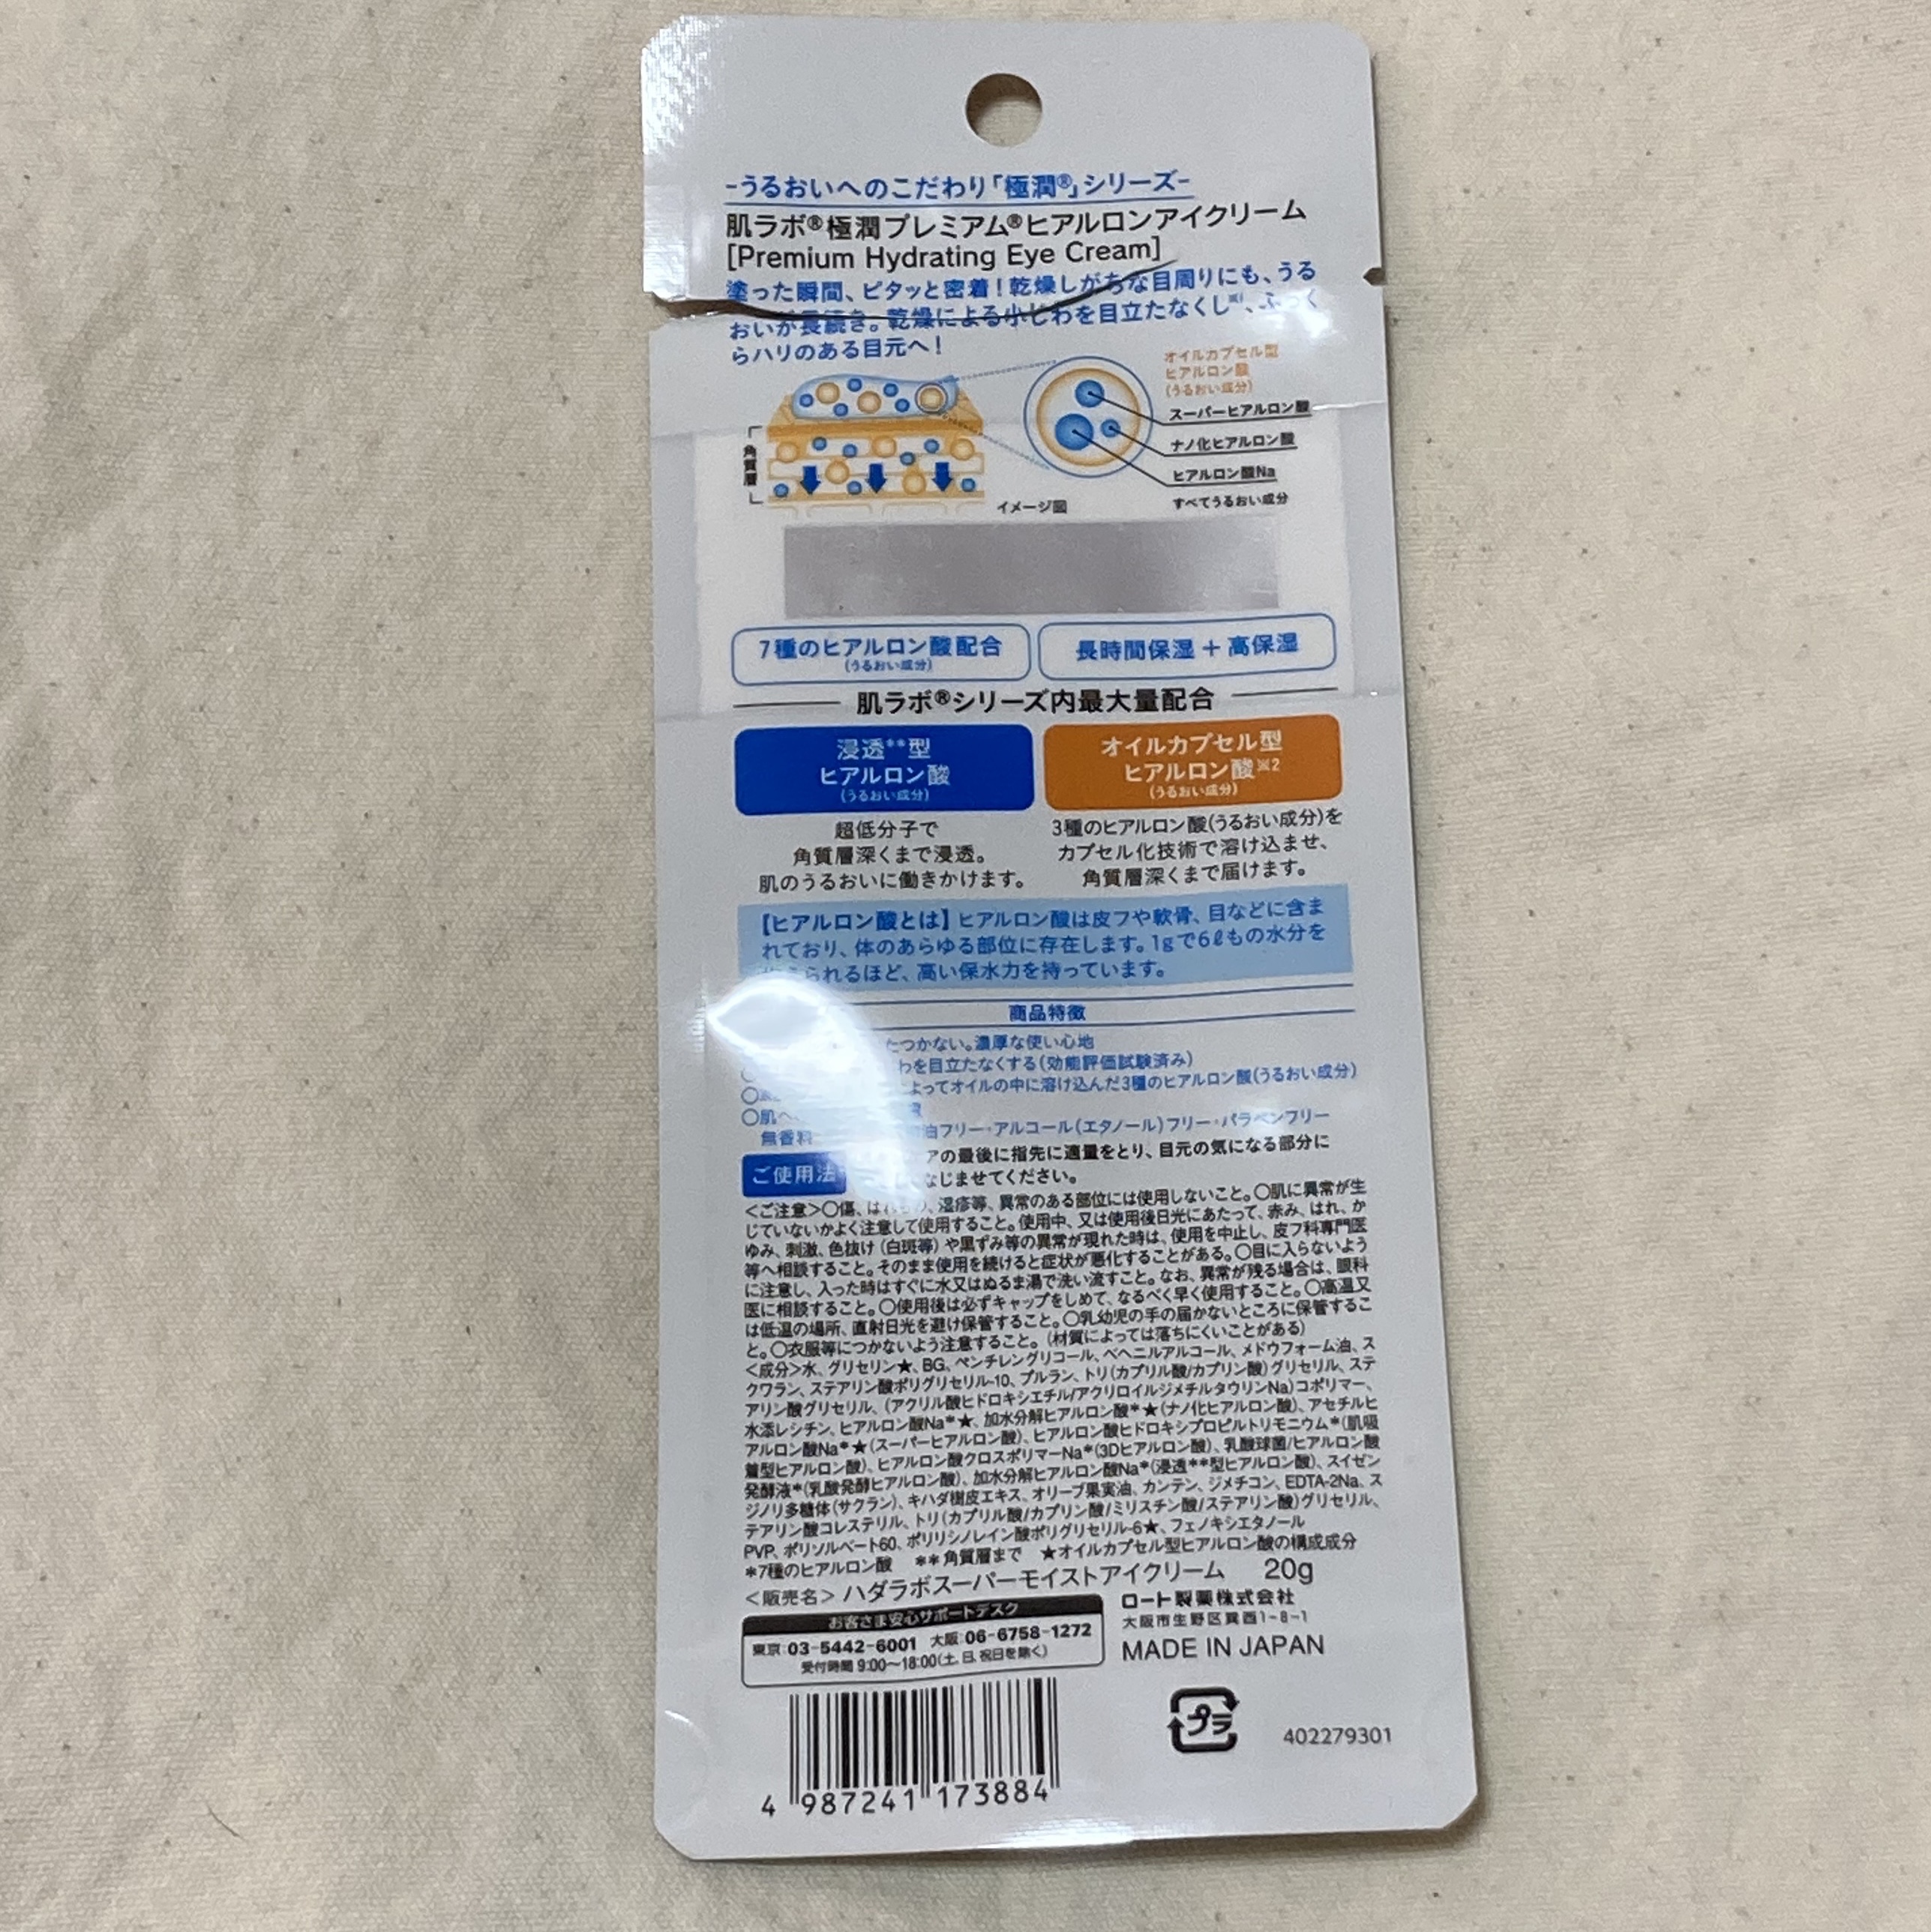 -うるおいへのこだわり「極潤®」シリーズ-
肌ラボ®極潤プレミアム®ヒアルロンアイクリーム
[Premium Hydrating Eye Cream]
塗った瞬間、ピタッと密着!乾燥しがちな目周りにも、うる
おいが長続き。乾燥による小じわを目立たなくし、ふっく
らハリのある目元へ!
オイルカプセル型
ヒアルロン酸
(うるおい成分)
スーパーヒアルロン酸
ナノ化ヒアルロン酸
ヒアルロン酸Na
すべてうるおい成分
角質層
イメージ図
7種のヒアルロン酸配合
(うるおい成分)
長時間保湿+高保湿
肌ラボ®シリーズ内最大量配合
浸透**型
ヒアルロン酸
(うるおい成分)
オイルカプセル型
ヒアルロン酸※2
(うるおい成分)
超低分子で
角質層深くまで浸透。
肌のうるおいに働きかけます。
3種のヒアルロン酸(うるおい成分)を
カプセル化技術で溶け込ませ、
角質層深くまで届けます。
【ヒアルロン酸とは】ヒアルロン酸は皮フや軟骨、目などに含ま
れており、体のあらゆる部位に存在します。1gで6ℓもの水分を
られるほど、高い保水力を持っています。
商品特徴
たつかない。濃厚な使い心地
わを目立たなくする(効能評価試験済み)
よってオイルの中に溶け込んだ3種のヒアルロン酸(うるおい成分)
○肌へ
無香料 油フリー・アルコール(エタノール)フリー・パラベンフリー
ご使用法 アの最後に指先に適量をとり、目元の気になる部分に
なじませてください。
<ご注意>○傷、はれもの、湿疹等、異常のある部位には使用しないこと。○肌に異常が生
じていないかよく注意して使用すること。使用中、又は使用後日光にあたって、赤み、はれ、か
ゆみ、刺激、色抜け(白斑等)や黒ずみ等の異常が現れた時は、使用を中止し、皮フ科専門医
等へ相談すること。そのまま使用を続けると症状が悪化することがある。○目に入らないよう
に注意し、入った時はすぐに水又はぬるま湯で洗い流すこと。なお、異常が残る場合は、眼科
医に相談すること。○使用後は必ずキャップをしめて、なるべく早く使用すること。○高温又
は低温の場所、直射日光を避け保管すること。○乳幼児の手の届かないところに保管するこ
と。○衣服等につかないよう注意すること。(材質によっては落ちにくいことがある)
<成分>水、グリセリン★、BG、ペンチレングリコール、ベヘニルアルコール、メドウフォーム油、ス
クワラン、ステアリン酸ポリグリセリル-10、プルラン、トリ(カプリル酸/カプリン酸)グリセリル、ステ
アリン酸グリセリル、(アクリル酸ヒドロキシエチル/アクリロイルジメチルタウリンNa)コポリマー、
水添レシチン、ヒアルロン酸Na*★、加水分解ヒアルロン酸*★(ナノ化ヒアルロン酸)、アセチルヒ
アルロン酸Na*★(スーパーヒアルロン酸)、ヒアルロン酸ヒドロキシプロピルトリモニウム*(肌吸
着型ヒアルロン酸)、ヒアルロン酸クロスポリマーNa*(3Dヒアルロン酸)、乳酸球菌/ヒアルロン酸
発酵液*(乳酸発酵ヒアルロン酸)、加水分解ヒアルロン酸Na*(浸透**型ヒアルロン酸)、スイゼン
ジノリ多糖体(サクラン)、キハダ樹皮エキス、オリーブ果実油、カンテン、ジメチコン、EDTA-2Na、ス
テアリン酸コレステリル、トリ(カプリル酸/カプリン酸/ミリスチン酸/ステアリン酸)グリセリル、
PVP、ポリソルベート60、ポリリシノレイン酸ポリグリセリル-6★、フェノキシエタノール
*7種のヒアルロン酸 **角質層まで ★オイルカプセル型ヒアルロン酸の構成成分
<販売名>ハダラボスーパーモイストアイクリーム 20g
お客さま安心サポートデスク
東京:03-5442-6001 大阪:06-6758-1272
受付時間 9:00~18:00(土、日、祝日を除く)
ロート製薬株式会社
大阪市生野区巽西1-8-1
MADE IN JAPAN
プラ
402279301
4 987241 173884